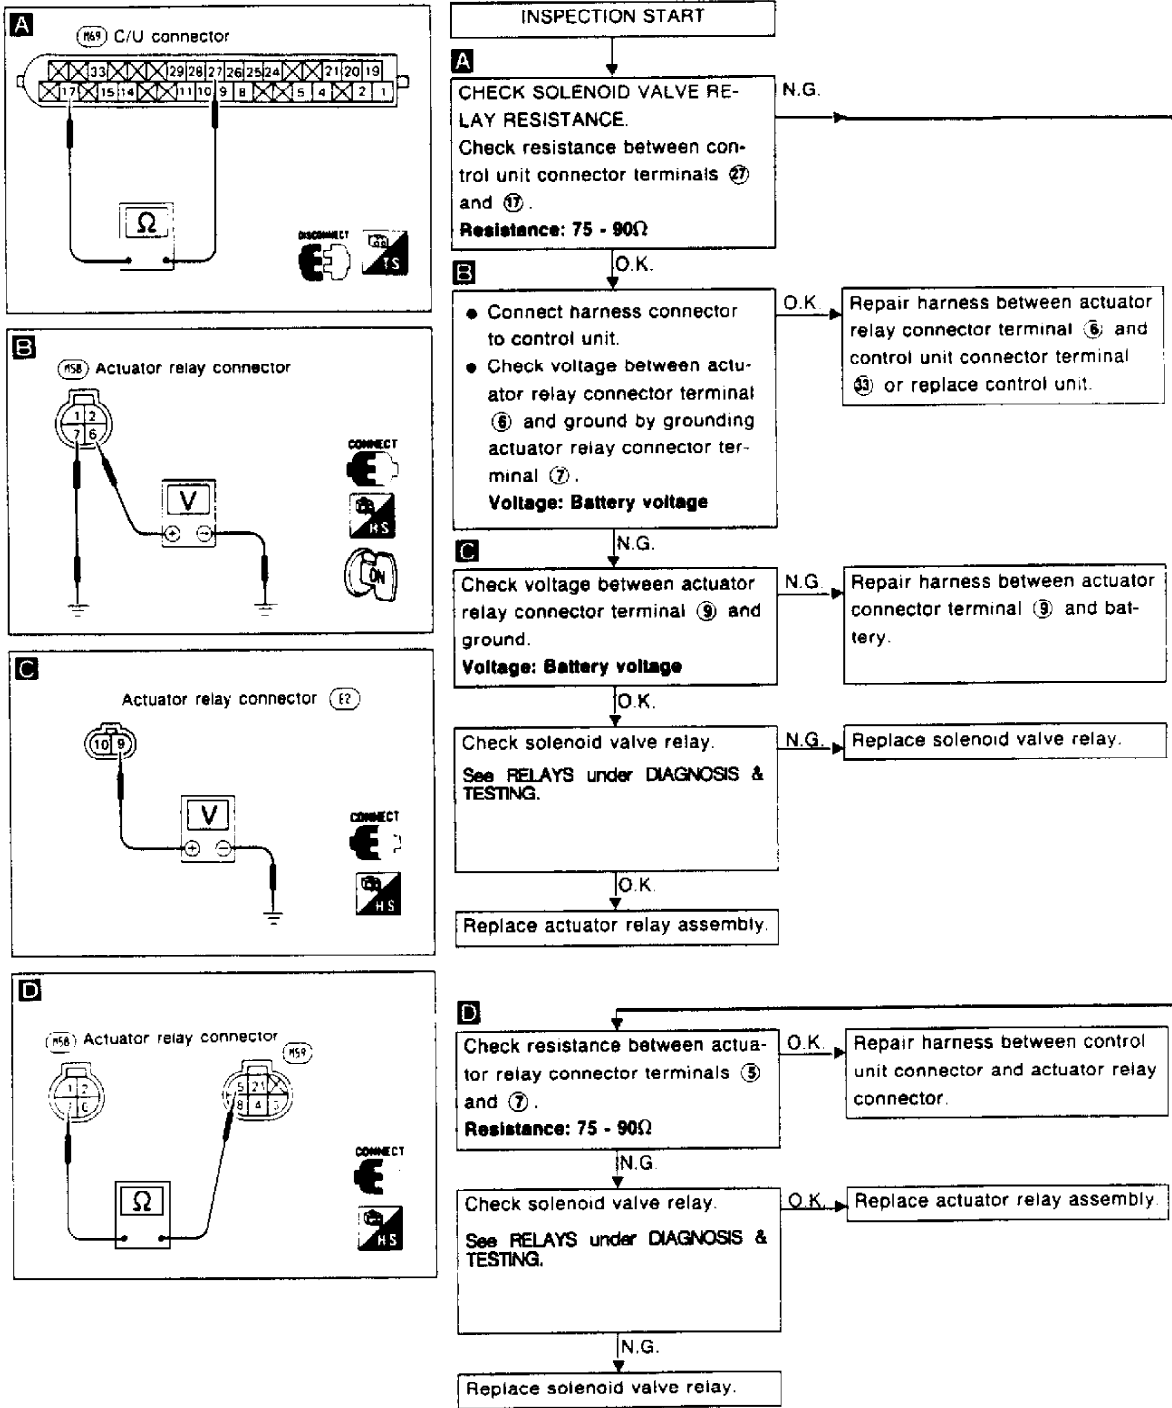 A
M69 C/U connector
33 29 28 27 26 25 24 21 20 19
17 15 14 11 10 9 8 5 4 2 1
Ω
DISCONNECT
TS
B
M58 Actuator relay connector
1 2
7 6
CONNECT
V
HS
ON
C
Actuator relay connector E2
10 9
CONNECT
V
HS
D
M58 Actuator relay connector
M59
1 2
7 6
5 21
8 4 3
CONNECT
Ω
HS
INSPECTION START
A
CHECK SOLENOID VALVE RE-
LAY RESISTANCE.
Check resistance between con-
trol unit connector terminals 27
and 17.
Resistance: 75 - 90Ω
N.G.
O.K.
B
● Connect harness connector
to control unit.
● Check voltage between actu-
ator relay connector terminal
6 and ground by grounding
actuator relay connector ter-
minal 7.
Voltage: Battery voltage
O.K.
Repair harness between actuator
relay connector terminal 6 and
control unit connector terminal
33 or replace control unit.
N.G.
C
Check voltage between actuator
relay connector terminal 9 and
ground.
Voltage: Battery voltage
N.G.
Repair harness between actuator
connector terminal 9 and bat-
tery.
O.K.
Check solenoid valve relay.
See RELAYS under DIAGNOSIS &
TESTING.
N.G.
Replace solenoid valve relay.
O.K.
Replace actuator relay assembly.
D
Check resistance between actua-
tor relay connector terminals 5
and 7.
Resistance: 75 - 90Ω
O.K.
Repair harness between control
unit connector and actuator relay
connector.
N.G.
Check solenoid valve relay.
See RELAYS under DIAGNOSIS &
TESTING.
O.K.
Replace actuator relay assembly.
N.G.
Replace solenoid valve relay.